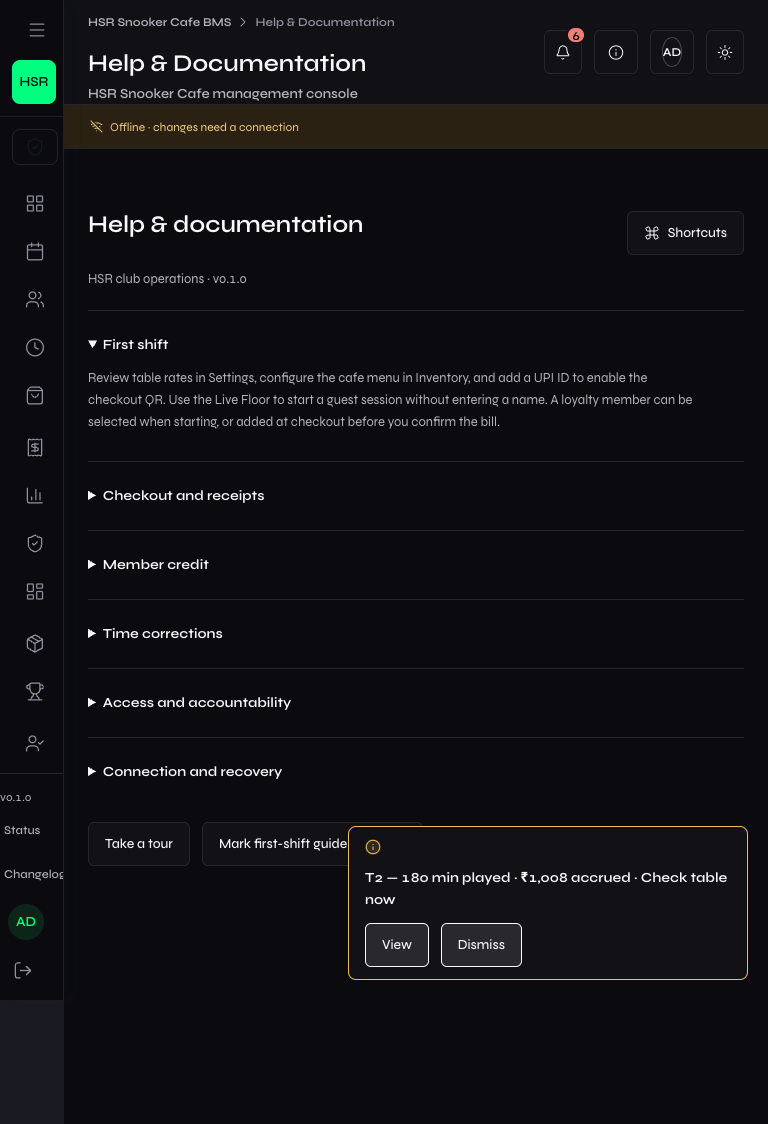 HSR Snooker Cafe BMS
Help & Documentation
Help & Documentation
HSR Snooker Cafe management console
6
AD
HSR
Offline · changes need a connection
Help & documentation
Shortcuts
HSR club operations · v0.1.0
First shift
Review table rates in Settings, configure the cafe menu in Inventory, and add a UPI ID to enable the
checkout QR. Use the Live Floor to start a guest session without entering a name. A loyalty member can be
selected when starting, or added at checkout before you confirm the bill.
Checkout and receipts
Member credit
Time corrections
Access and accountability
Connection and recovery
v0.1.0
Status
Changelog
AD
Take a tour
Mark first-shift guide
T2 — 180 min played · ₹1,008 accrued · Check table
now
View
Dismiss